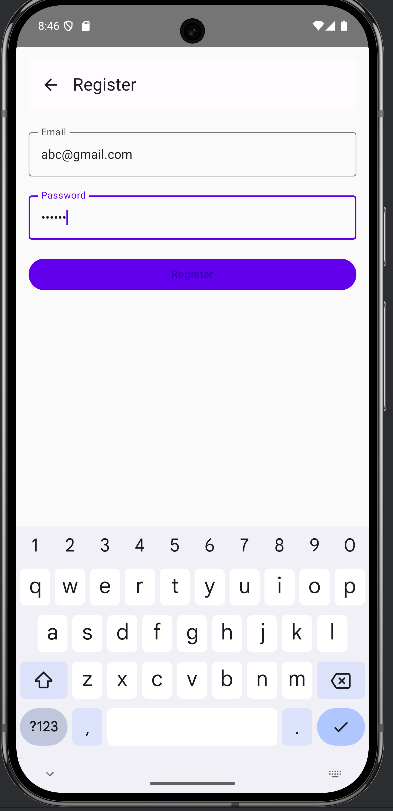 8:46
Register
Email
abc@gmail.com
Password
••••••
Register
1 2 3 4 5 6 7 8 9 0
q w e r t y u i o p
a s d f g h j k l
z x c v b n m
?123 , .